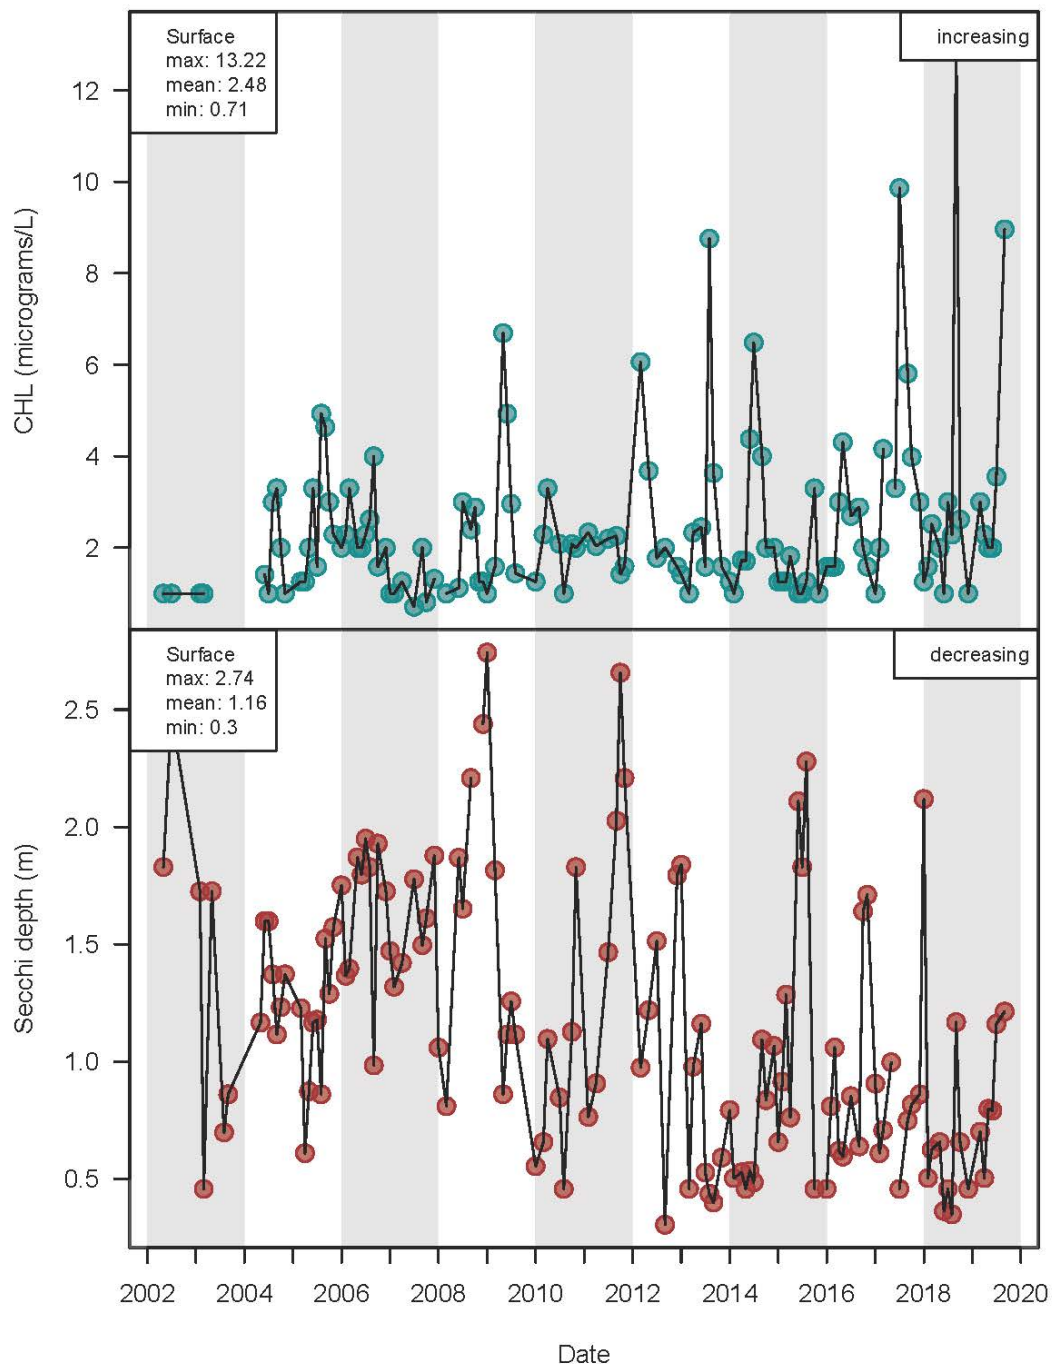 Surface
max: 13.22
mean: 2.48
min: 0.71
increasing
12
10
8
6
4
2
CHL (micrograms/L)
Surface
max: 2.74
mean: 1.16
min: 0.3
decreasing
2.5
2.0
1.5
1.0
0.5
Secchi depth (m)
2002 2004 2006 2008 2010 2012 2014 2016 2018 2020
Date